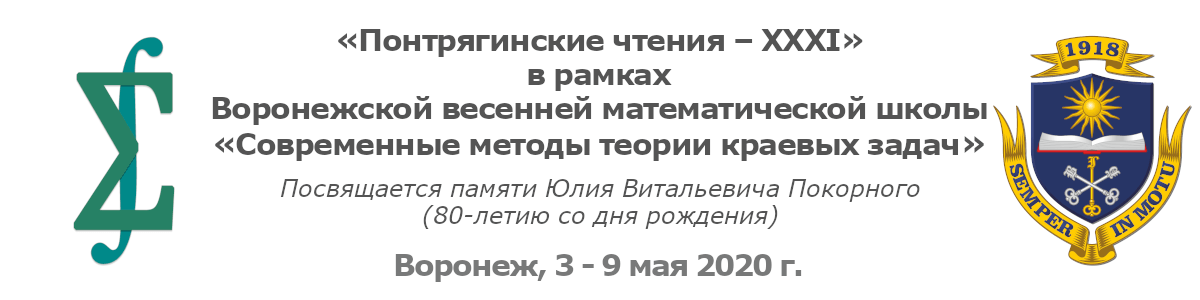 «Понтрягинские чтения – XXXI»
в рамках
Воронежской весенней математической школы
«Современные методы теории краевых задач»
Посвящается памяти Юлия Витальевича Покорного
(80-летию со дня рождения)
Воронеж, 3 - 9 мая 2020 г.
1918
SEMPER IN MOTU